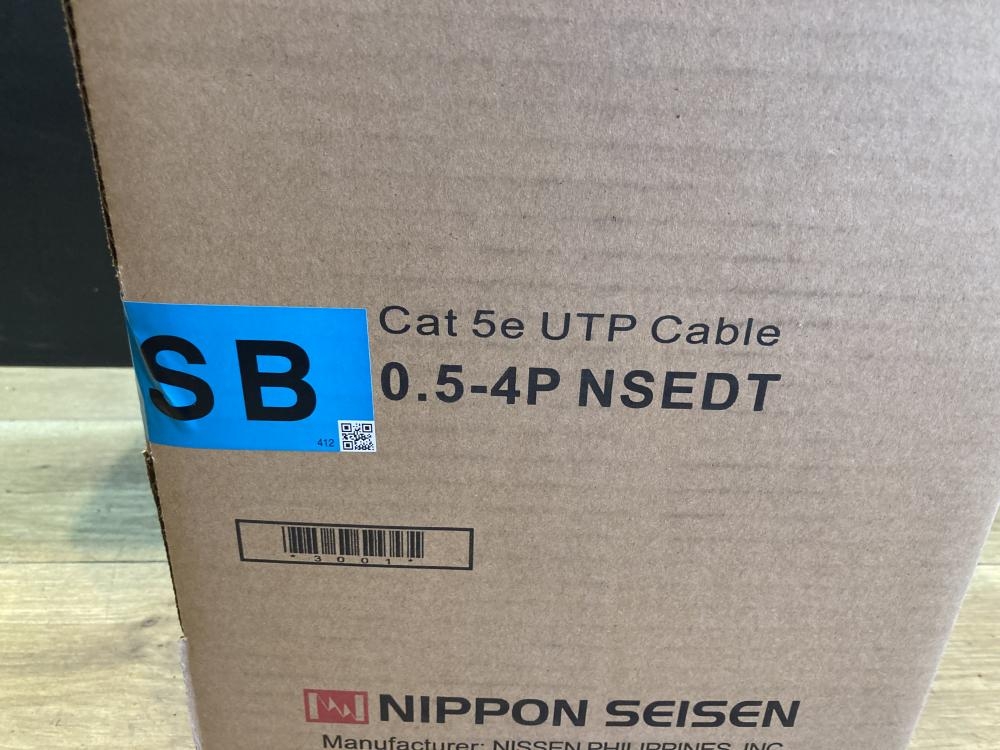 SB
412
Cat 5e UTP Cable
0.5-4P NSEDT
*3001*
NIPPON SEISEN
Manufacturer: NISSEN PHILIPPINES, INC.